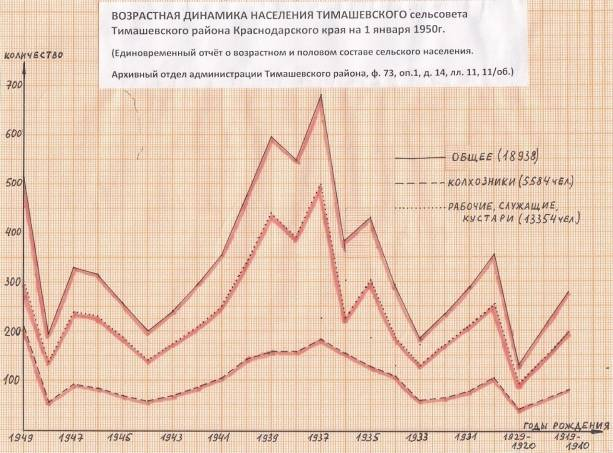 ВОЗРАСТНАЯ ДИНАМИКА НАСЕЛЕНИЯ ТИМАШЕВСКОГО сельсовета
Тимашевского района Краснодарского края на 1 января 1950г.
(Единовременный отчёт о возрастном и половом составе сельского населения.
Архивный отдел администрации Тимашевского района, ф. 73, оп.1, д. 14, лл. 11, 11/об.)
КОЛИЧЕСТВО
700
600
500
400
300
200
100
ОБЩЕЕ (18938)
КОЛХОЗНИКИ (5584 ЧЕЛ)
РАБОЧИЕ, СЛУЖАЩИЕ,
КУСТАРИ (13354 ЧЕЛ)
ГОДЫ РОЖДЕНИЯ
1949 1947 1945 1943 1941 1939 1937 1935 1933 1931 1929-1920 1919-1910